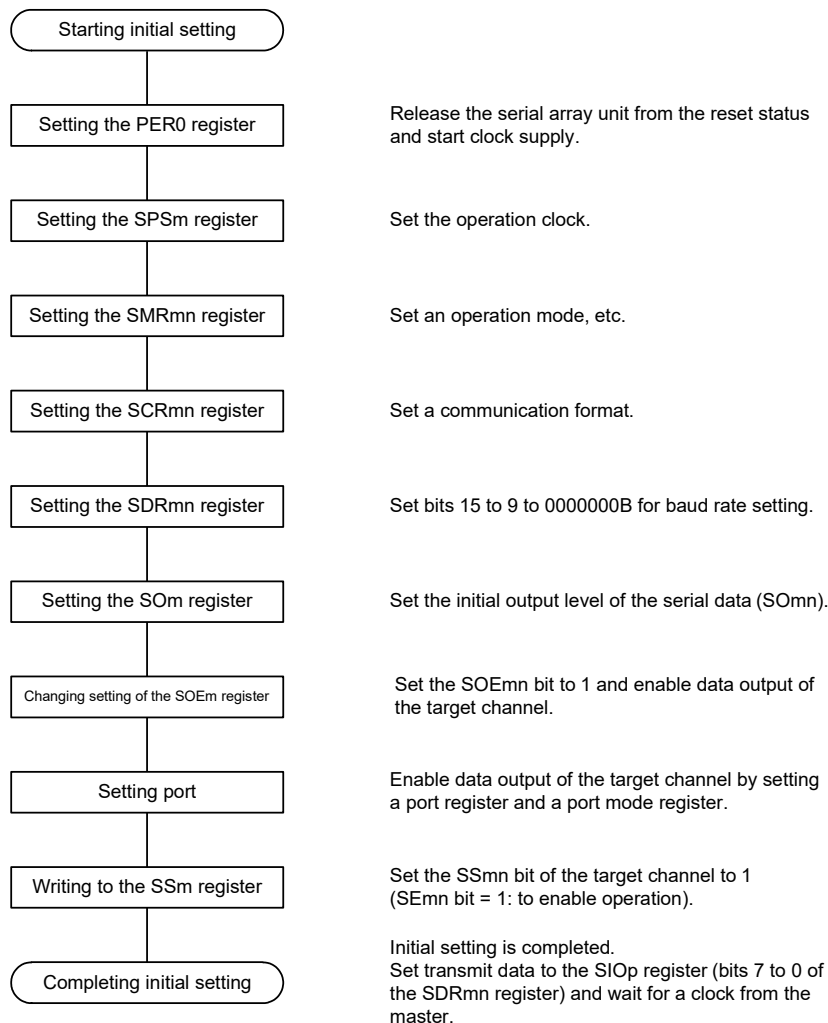 Starting initial setting
Setting the PER0 register
Release the serial array unit from the reset status
and start clock supply.
Setting the SPSm register
Set the operation clock.
Setting the SMRmn register
Set an operation mode, etc.
Setting the SCRmn register
Set a communication format.
Setting the SDRmn register
Set bits 15 to 9 to 0000000B for baud rate setting.
Setting the SOm register
Set the initial output level of the serial data (SOmn).
Changing setting of the SOEm register
Set the SOEmn bit to 1 and enable data output of
the target channel.
Setting port
Enable data output of the target channel by setting
a port register and a port mode register.
Writing to the SSm register
Set the SSmn bit of the target channel to 1
(SEmn bit = 1: to enable operation).
Completing initial setting
Initial setting is completed.
Set transmit data to the SIOp register (bits 7 to 0 of
the SDRmn register) and wait for a clock from the
master.